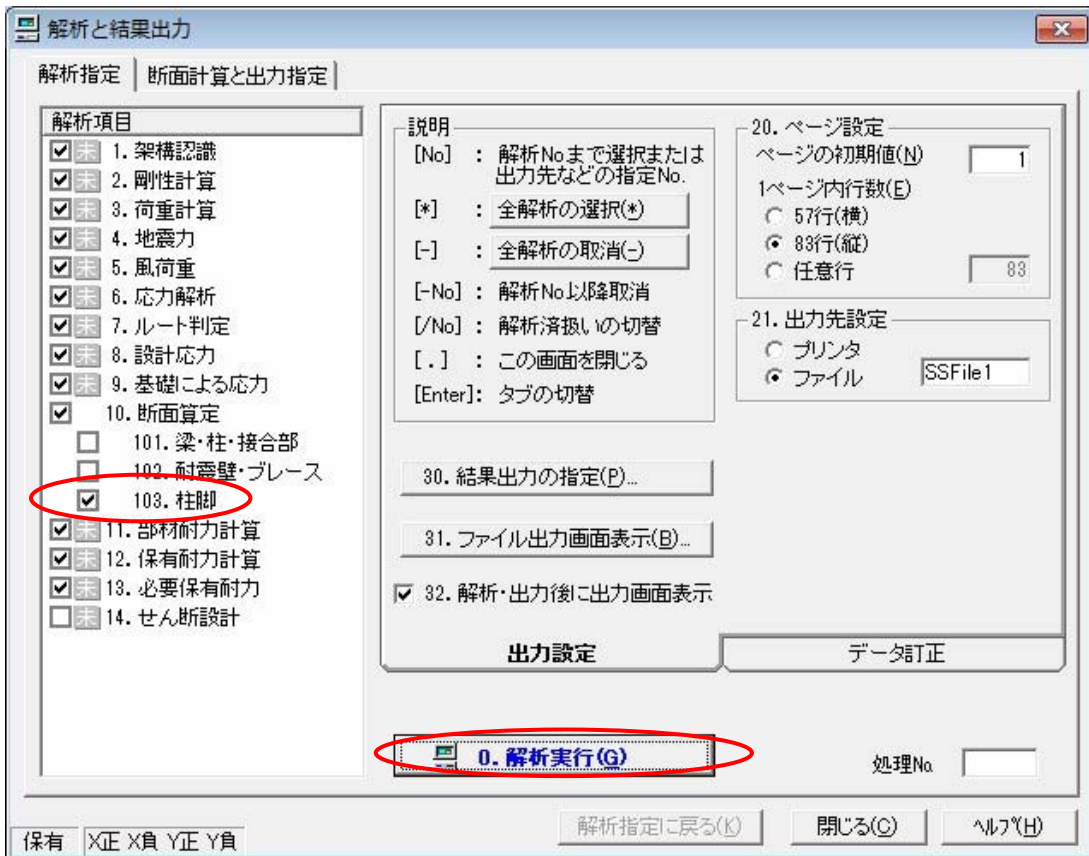 解析と結果出力
解析指定 断面計算と出力指定
解析項目
未 1. 架構認識
未 2. 剛性計算
未 3. 荷重計算
未 4. 地震力
未 5. 風荷重
未 6. 応力解析
未 7. ルート判定
未 8. 設計応力
未 9. 基礎による応力
10. 断面算定
101. 梁・柱・接合部
102. 耐震壁・ブレース
103. 柱脚
未 11. 部材耐力計算
未 12. 保有耐力計算
未 13. 必要保有耐力
未 14. せん断設計
説明
[No] : 解析Noまで選択または
出力先などの指定No.
[*] : 全解析の選択(*)
[-] : 全解析の取消(-)
[-No] : 解析No以降取消
[/No] : 解析済扱いの切替
[.] : この画面を閉じる
[Enter]: タブの切替
20. ページ設定
ページの初期値(N) 1
1ページ内行数(E)
57行(横)
83行(縦)
任意行 83
21. 出力先設定
プリンタ
ファイル SSFile1
30. 結果出力の指定(P)...
31. ファイル出力画面表示(B)...
32. 解析・出力後に出力画面表示
出力設定 データ訂正
0. 解析実行(G)
処理No
解析指定に戻る(K) 閉じる(C) ヘルプ(H)
保有 X正 X負 Y正 Y負